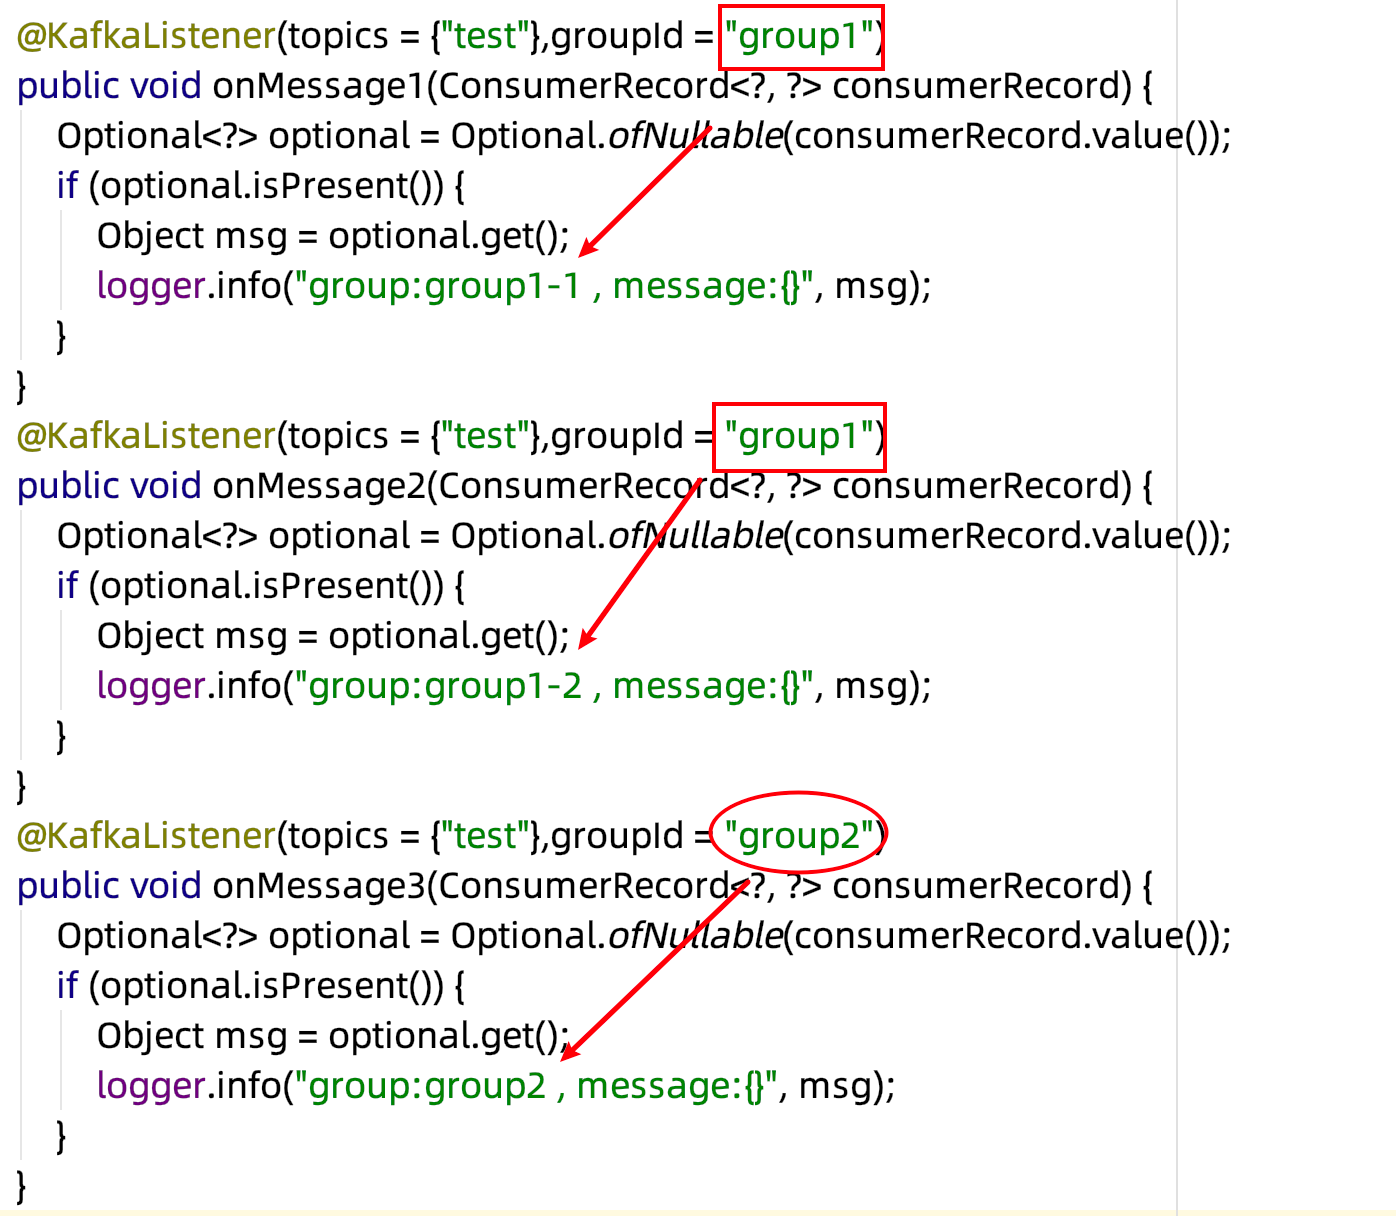 @KafkaListener(topics = {"test"},groupId = "group1")
public void onMessage1(ConsumerRecord<?, ?> consumerRecord) {
Optional<?> optional = Optional.ofNullable(consumerRecord.value());
if (optional.isPresent()) {
Object msg = optional.get();
logger.info("group:group1-1 , message:{}", msg);
}
}
@KafkaListener(topics = {"test"},groupId = "group1")
public void onMessage2(ConsumerRecord<?, ?> consumerRecord) {
Optional<?> optional = Optional.ofNullable(consumerRecord.value());
if (optional.isPresent()) {
Object msg = optional.get();
logger.info("group:group1-2 , message:{}", msg);
}
}
@KafkaListener(topics = {"test"},groupId = "group2")
public void onMessage3(ConsumerRecord<?, ?> consumerRecord) {
Optional<?> optional = Optional.ofNullable(consumerRecord.value());
if (optional.isPresent()) {
Object msg = optional.get();
logger.info("group:group2 , message:{}", msg);
}
}